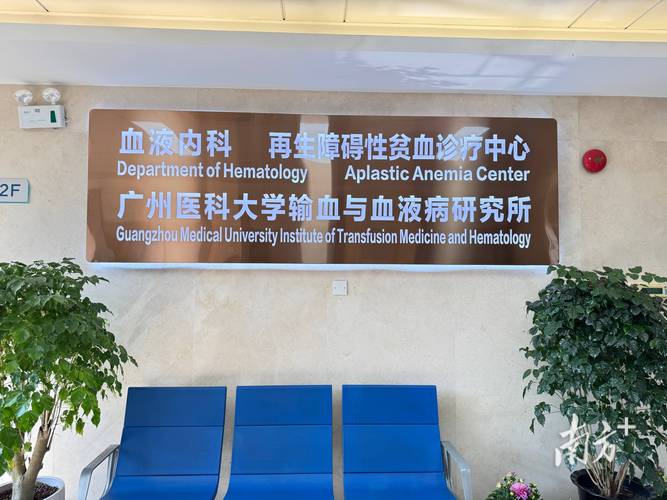 南方+
2F
血液内科 再生障碍性贫血诊疗中心
Department of Hematology Aplastic Anemia Center
广州医科大学输血与血液病研究所
Guangzhou Medical University Institute of Transfusion Medicine and Hematology
南方+